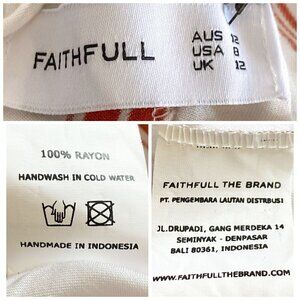 FAITHFULL
AUS 12
USA 8
UK 12
100% RAYON
HANDWASH IN COLD WATER
HANDMADE IN INDONESIA
FAITHFULL THE BRAND
PT. PENGEMBARA LAUTAN DISTRBUSI
JL.DRUPADI, GANG MERDEKA 14
SEMINYAK - DENPASAR
BALI 80361, INDONESIA
WWW.FAITHFULLTHEBRAND.COM